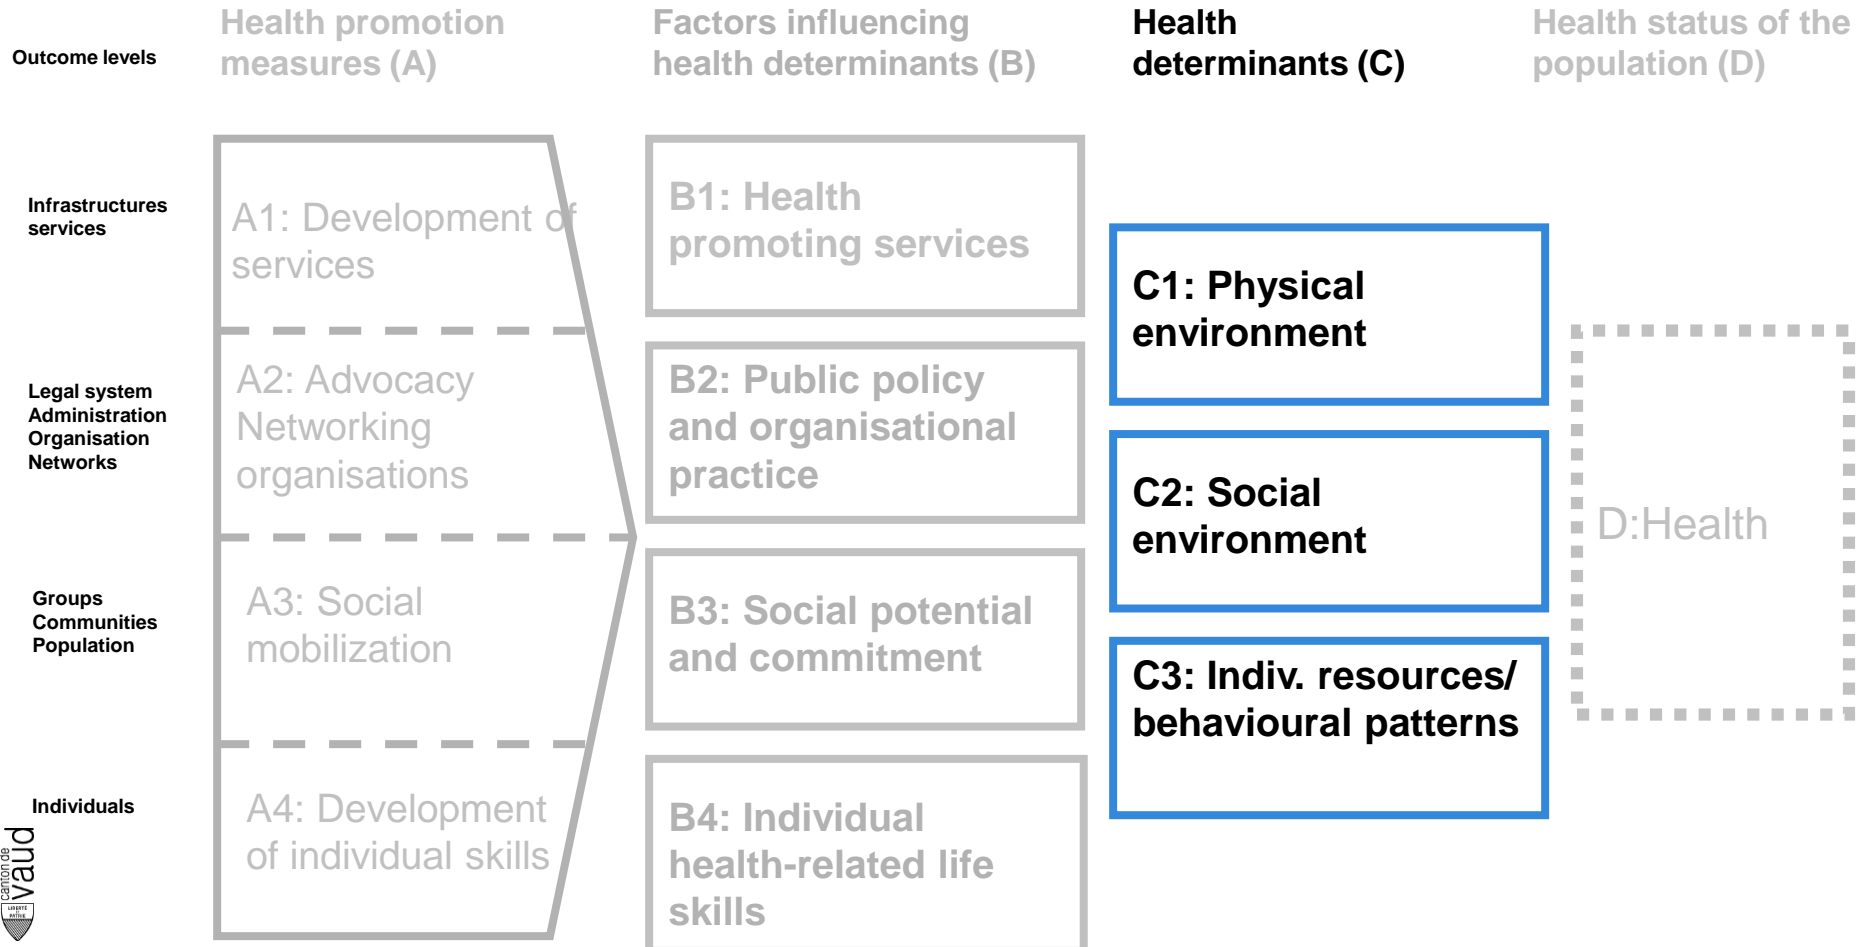 Outcome levels
Health promotion
measures (A)
Factors influencing
health determinants (B)
Health
determinants (C)
Health status of the
population (D)
Infrastructures
services
A1: Development of
services
B1: Health
promoting services
C1: Physical
environment
Legal system
Administration
Organisation
Networks
A2: Advocacy
Networking
organisations
B2: Public policy
and organisational
practice
C2: Social
environment
D:Health
Groups
Communities
Population
A3: Social
mobilization
B3: Social potential
and commitment
C3: Indiv. resources/
behavioural patterns
Individuals
A4: Development
of individual skills
B4: Individual
health-related life
skills
canton de
vaud
LIBERTÉ
ET
PATRIE